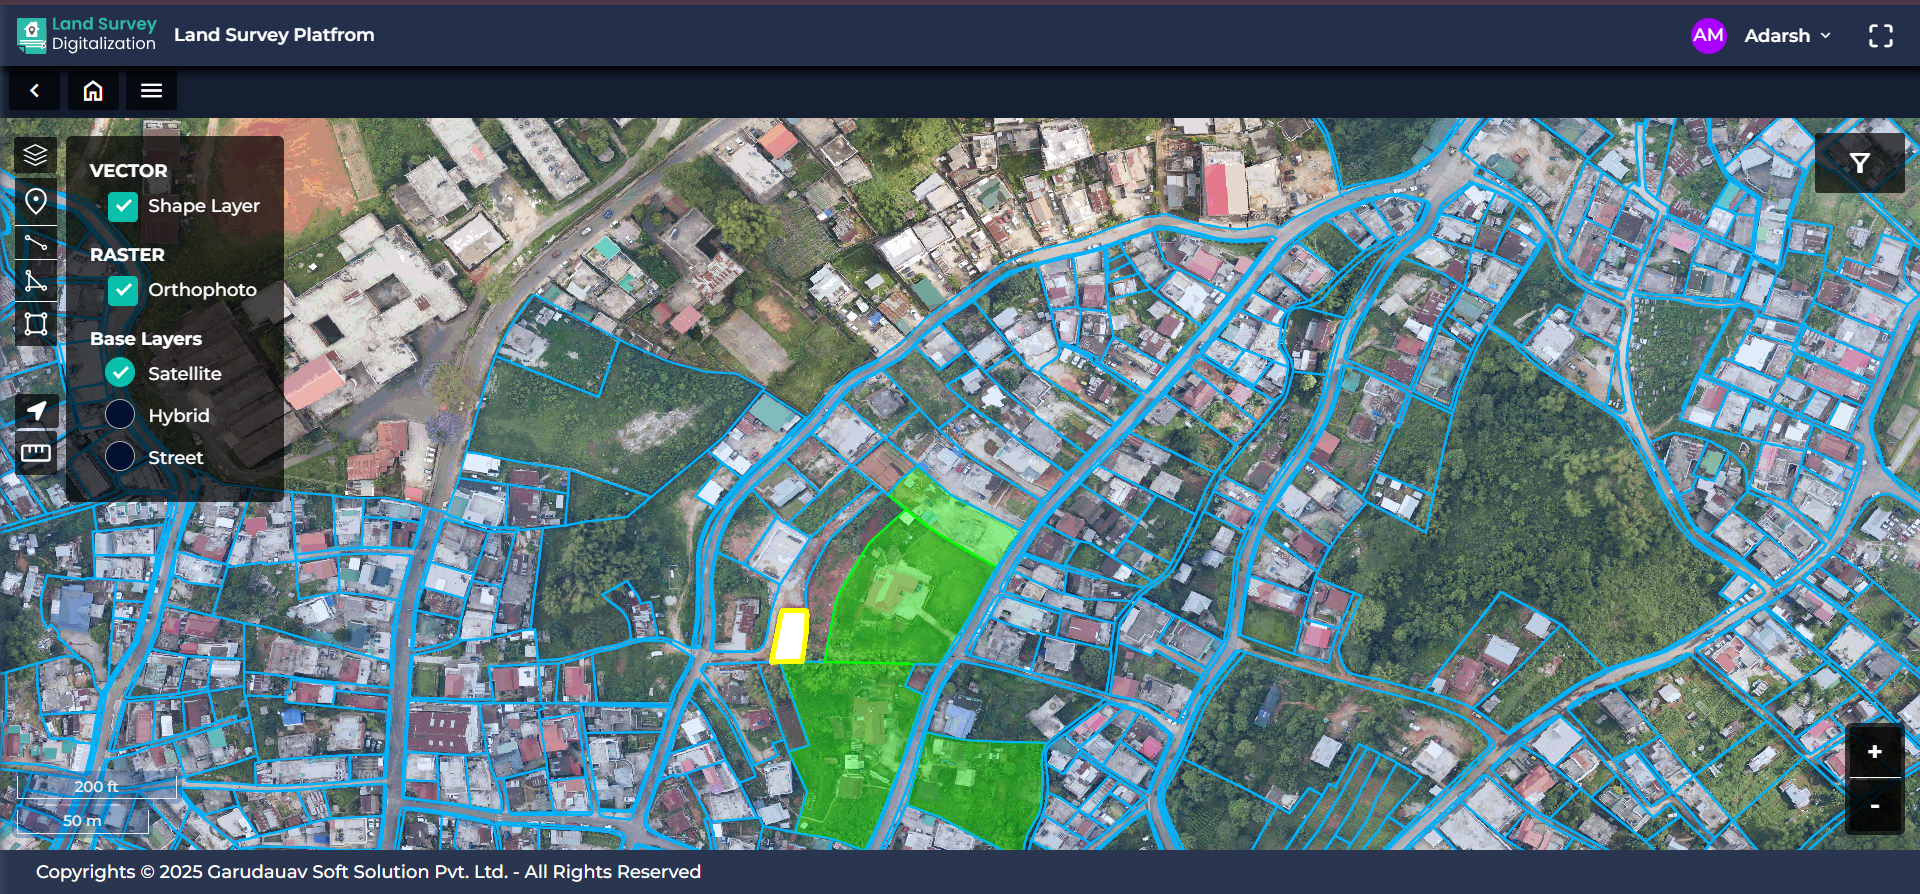 Land Survey
Digitalization
Land Survey Platfrom
AM
Adarsh
VECTOR
Shape Layer
RASTER
Orthophoto
Base Layers
Satellite
Hybrid
Street
200 ft
50 m
+
-
Copyrights © 2025 Garudauav Soft Solution Pvt. Ltd. - All Rights Reserved